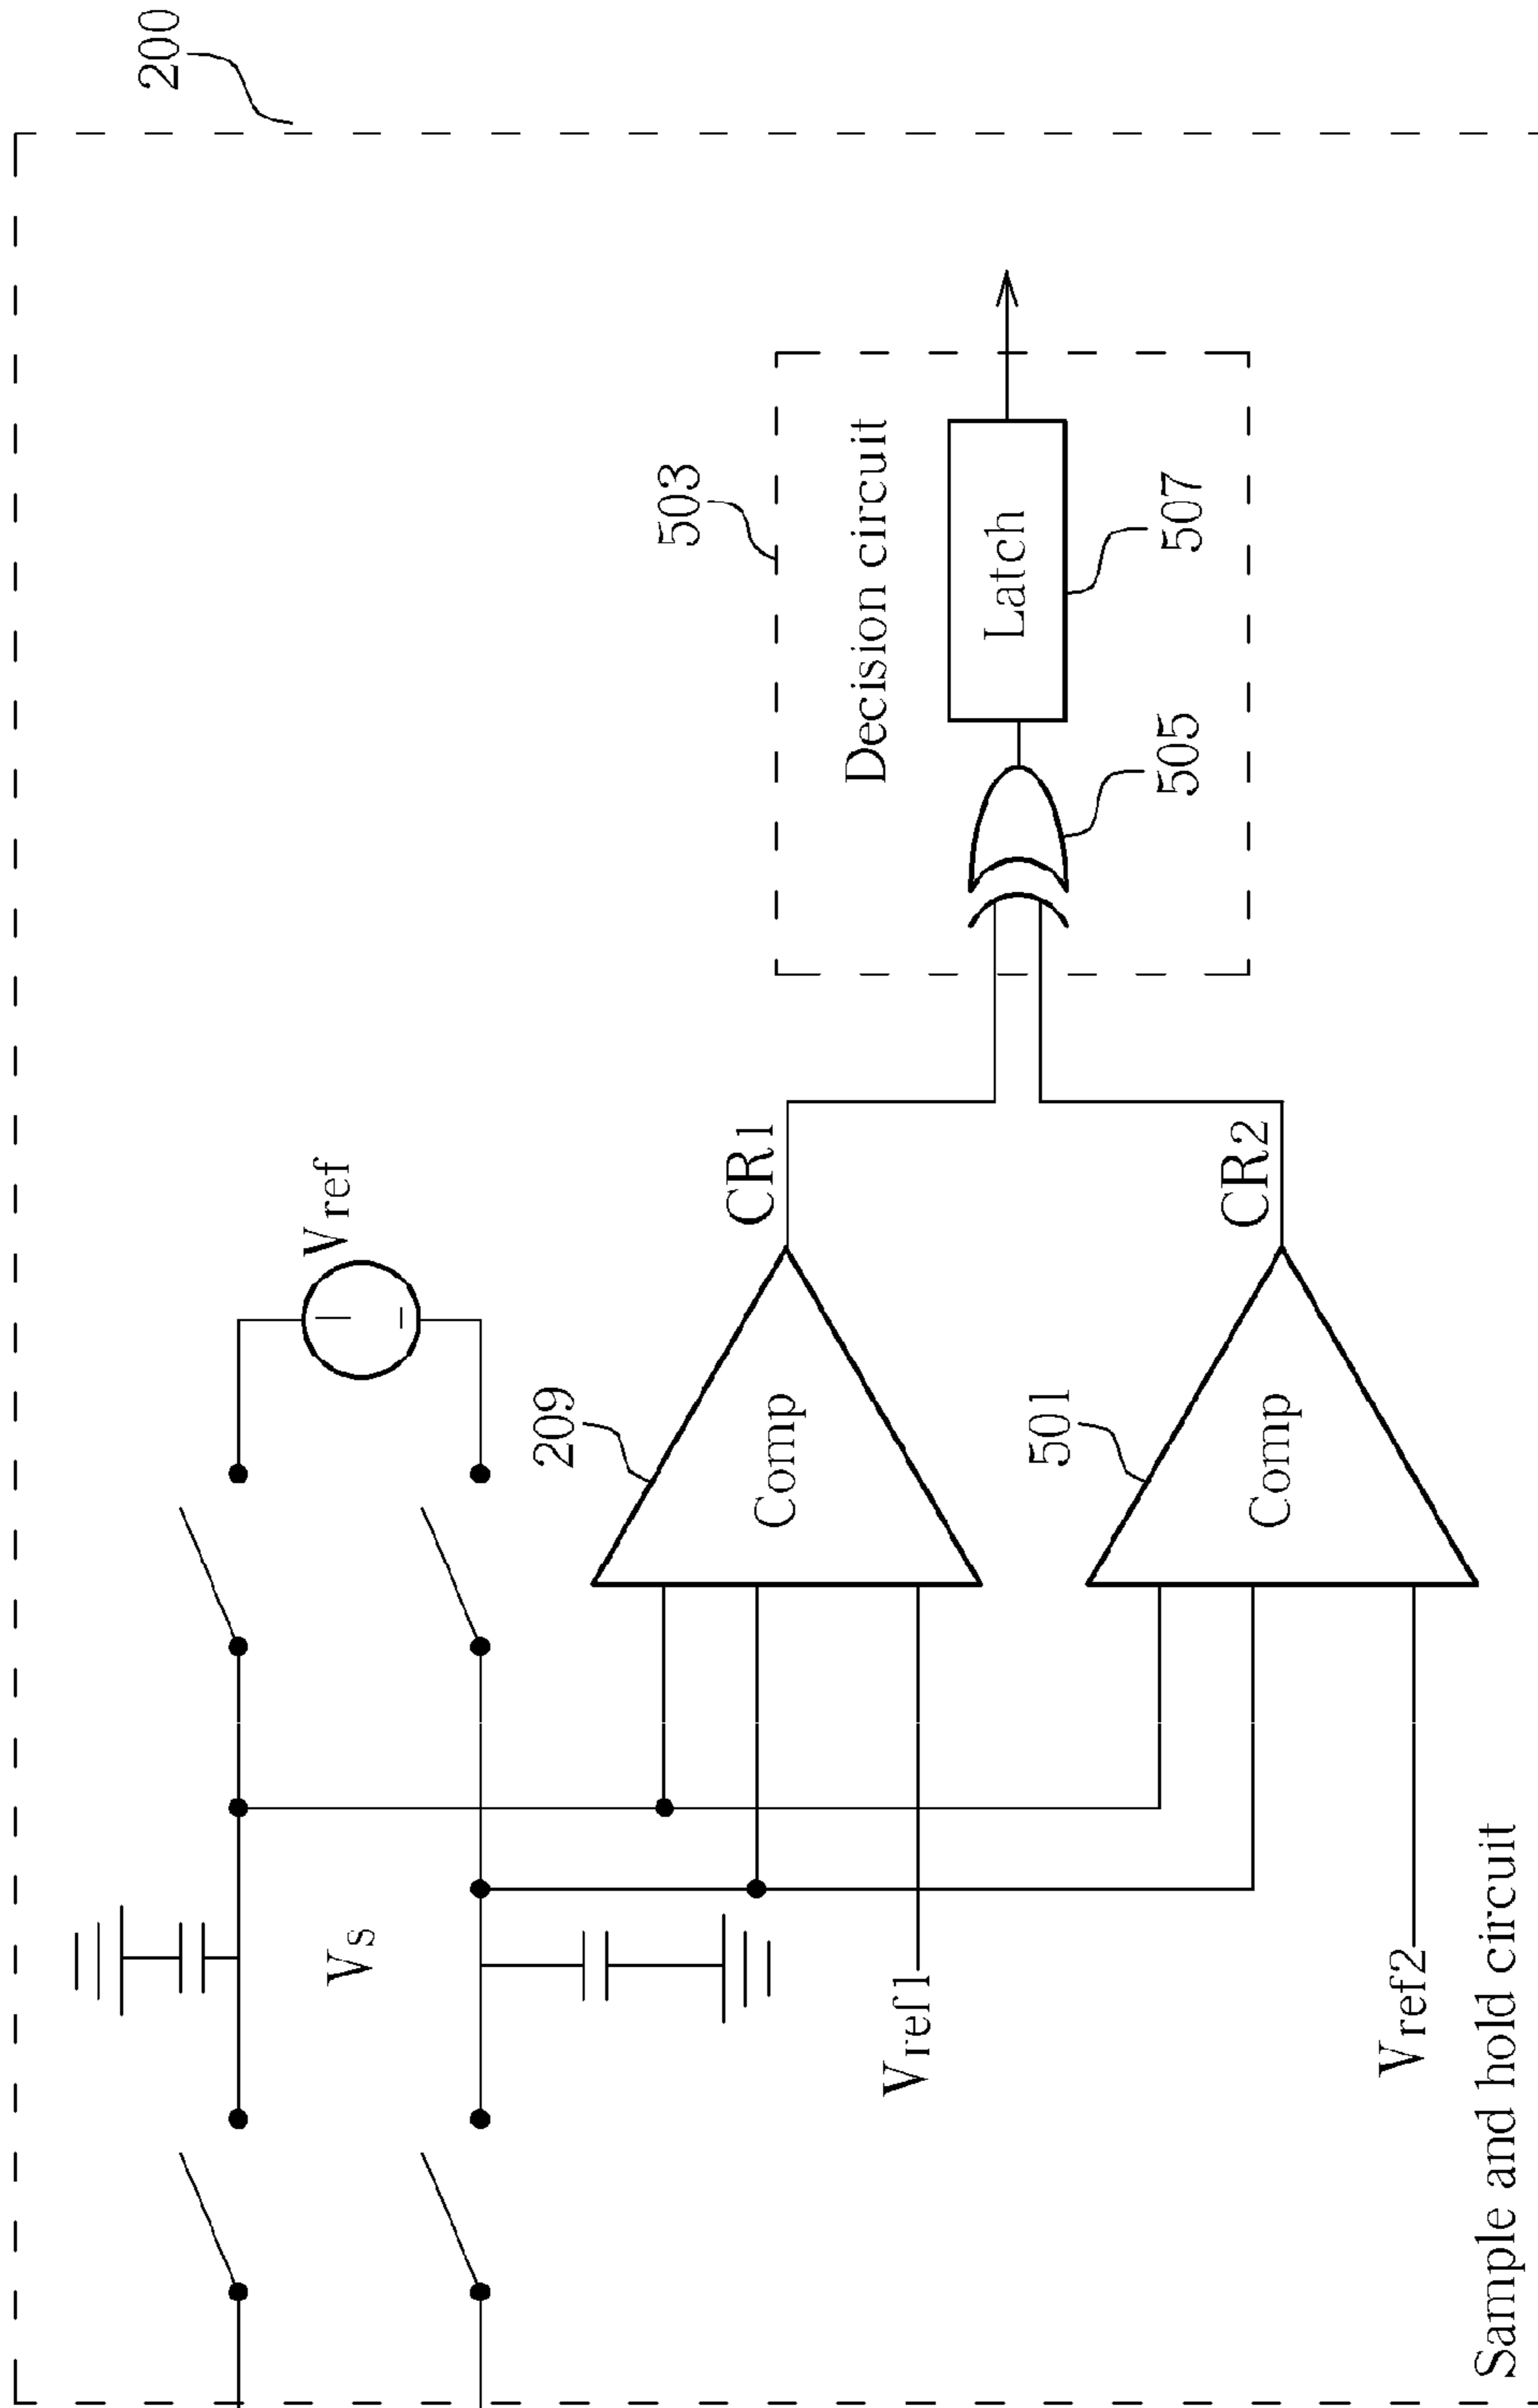 200
Vref
Vs
209
Comp
CR1
503
Decision circuit
Latch
507
505
Vref1
501
Comp
CR2
Vref2
Sample and hold circuit